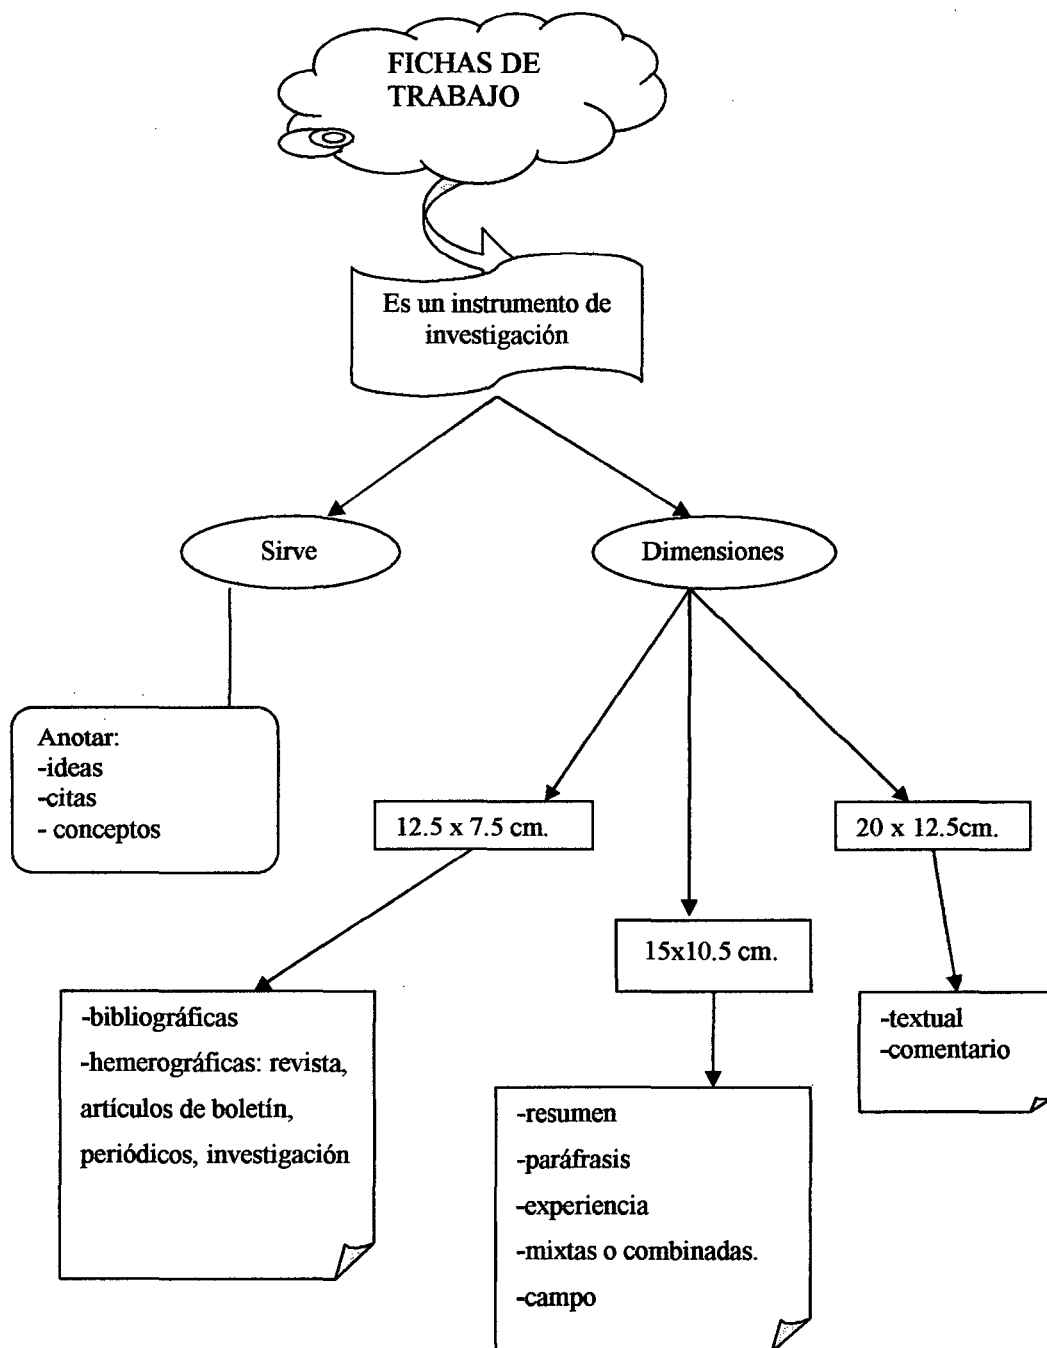 FICHAS DE
TRABAJO
Es un instrumento de
investigación
Sirve
Dimensiones
Anotar:
-ideas
-citas
- conceptos
12.5 x 7.5 cm.
20 x 12.5cm.
15x10.5 cm.
-bibliográficas
-hemerográficas: revista,
artículos de boletín,
periódicos, investigación
-textual
-comentario
-resumen
-paráfrasis
-experiencia
-mixtas o combinadas.
-campo